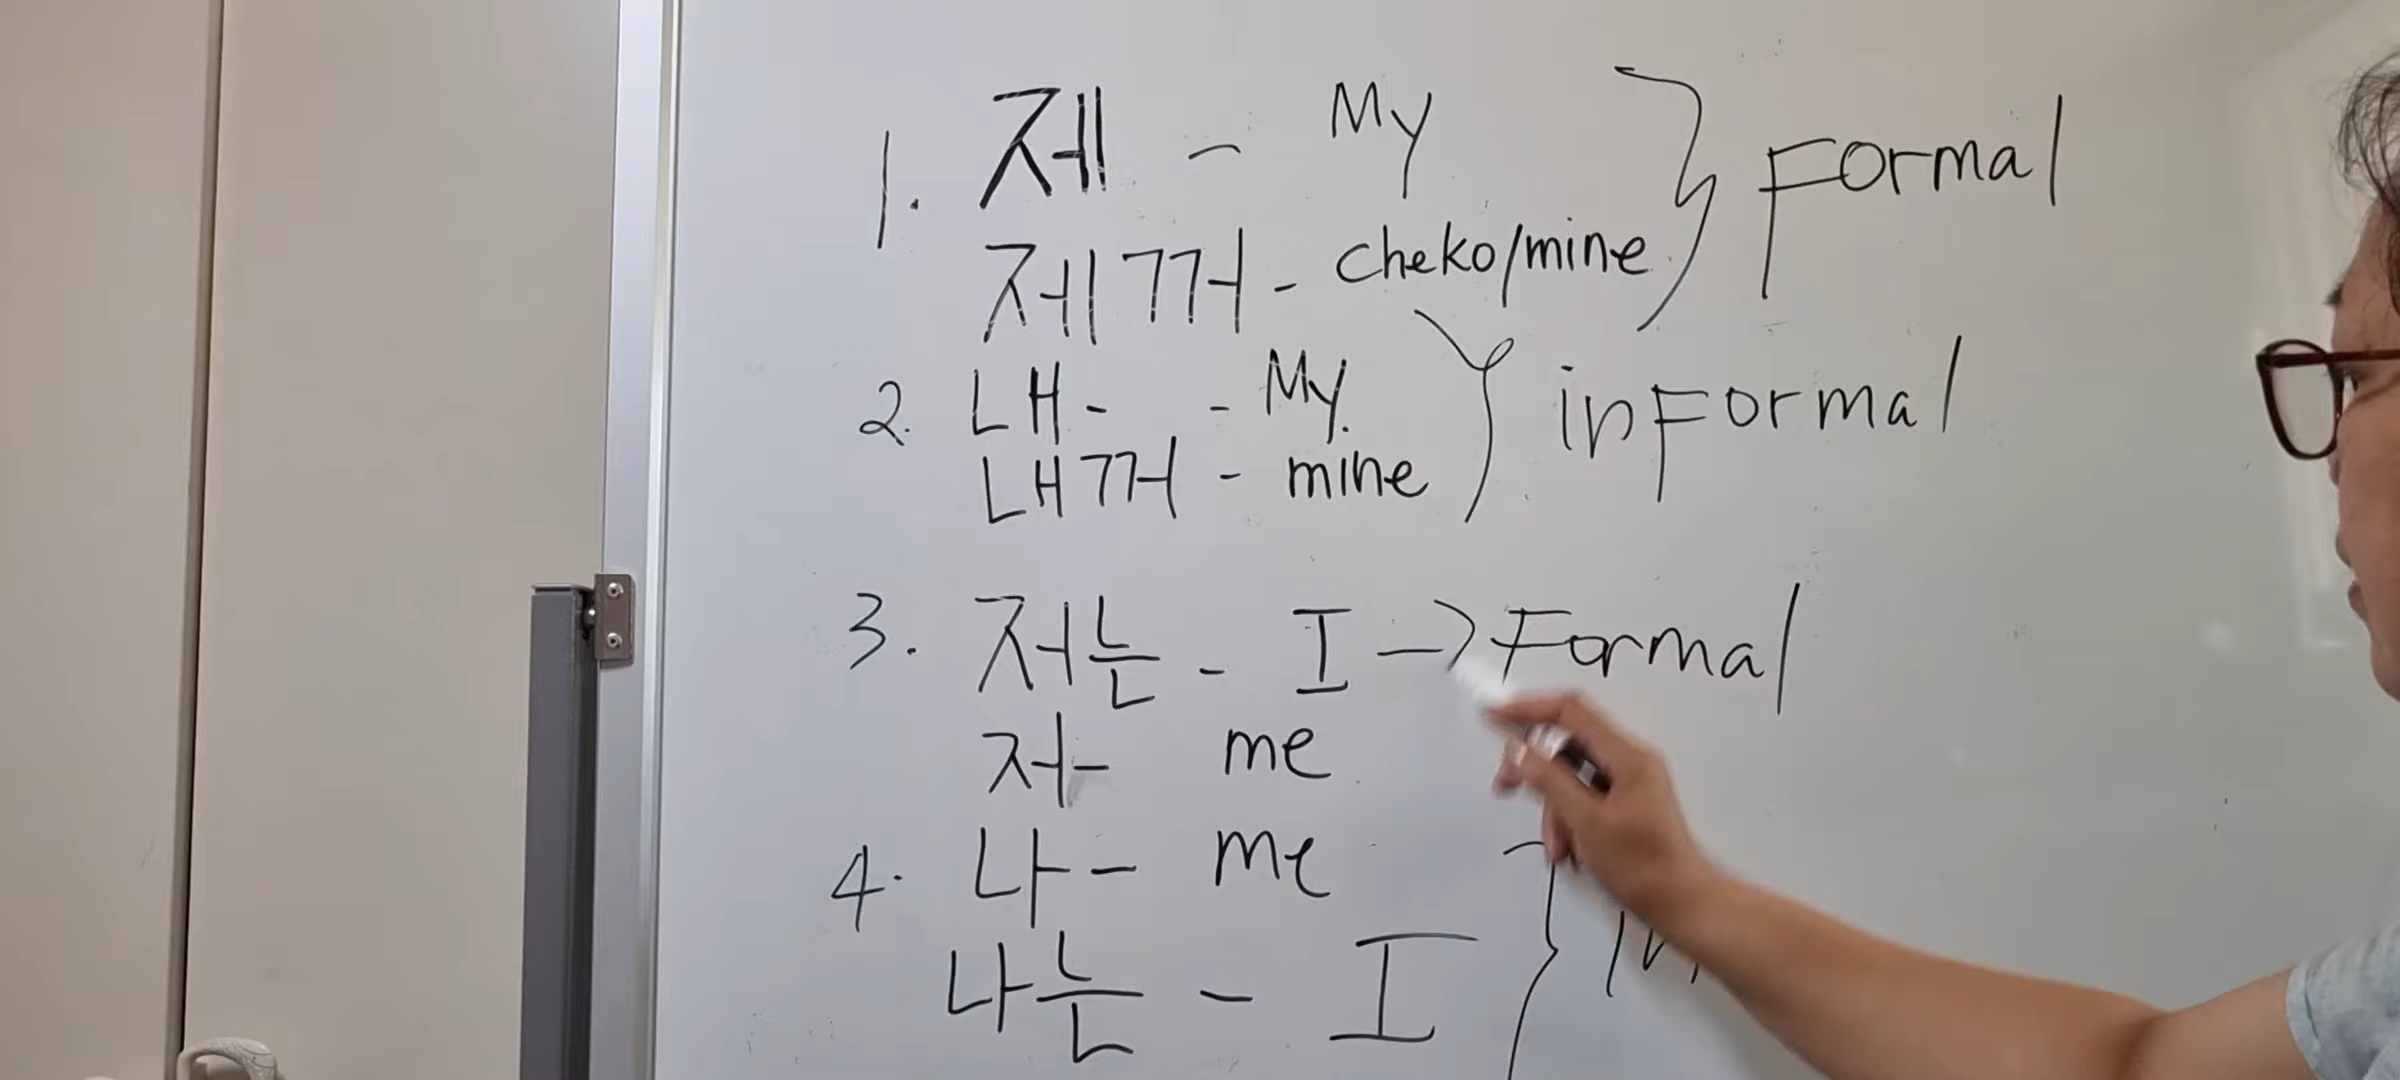 1. 제 - My } Formal
제꺼 - cheko/mine
2. 내 - - My. } inFormal
내꺼 - mine
3. 저는 - I → Formal
저 - me
4. 나 - me } in
나는 - I